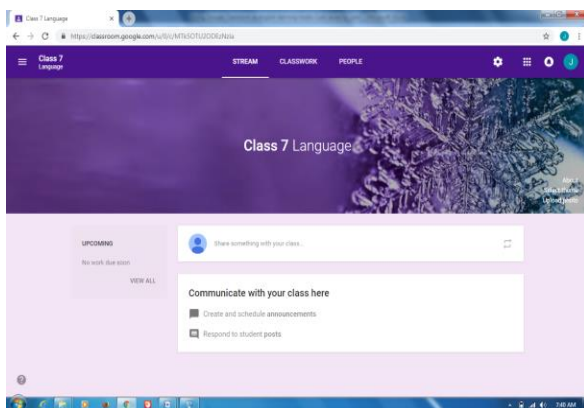 Class 7 Language
https://classroom.google.com/u/0/c/
Class 7
Language
STREAM
CLASSWORK
PEOPLE
J
Class 7 Language
About
Select theme
Upload photo
UPCOMING
No work due soon
VIEW ALL
Share something with your class...
Communicate with your class here
Create and schedule announcements
Respond to student posts
7:40 AM